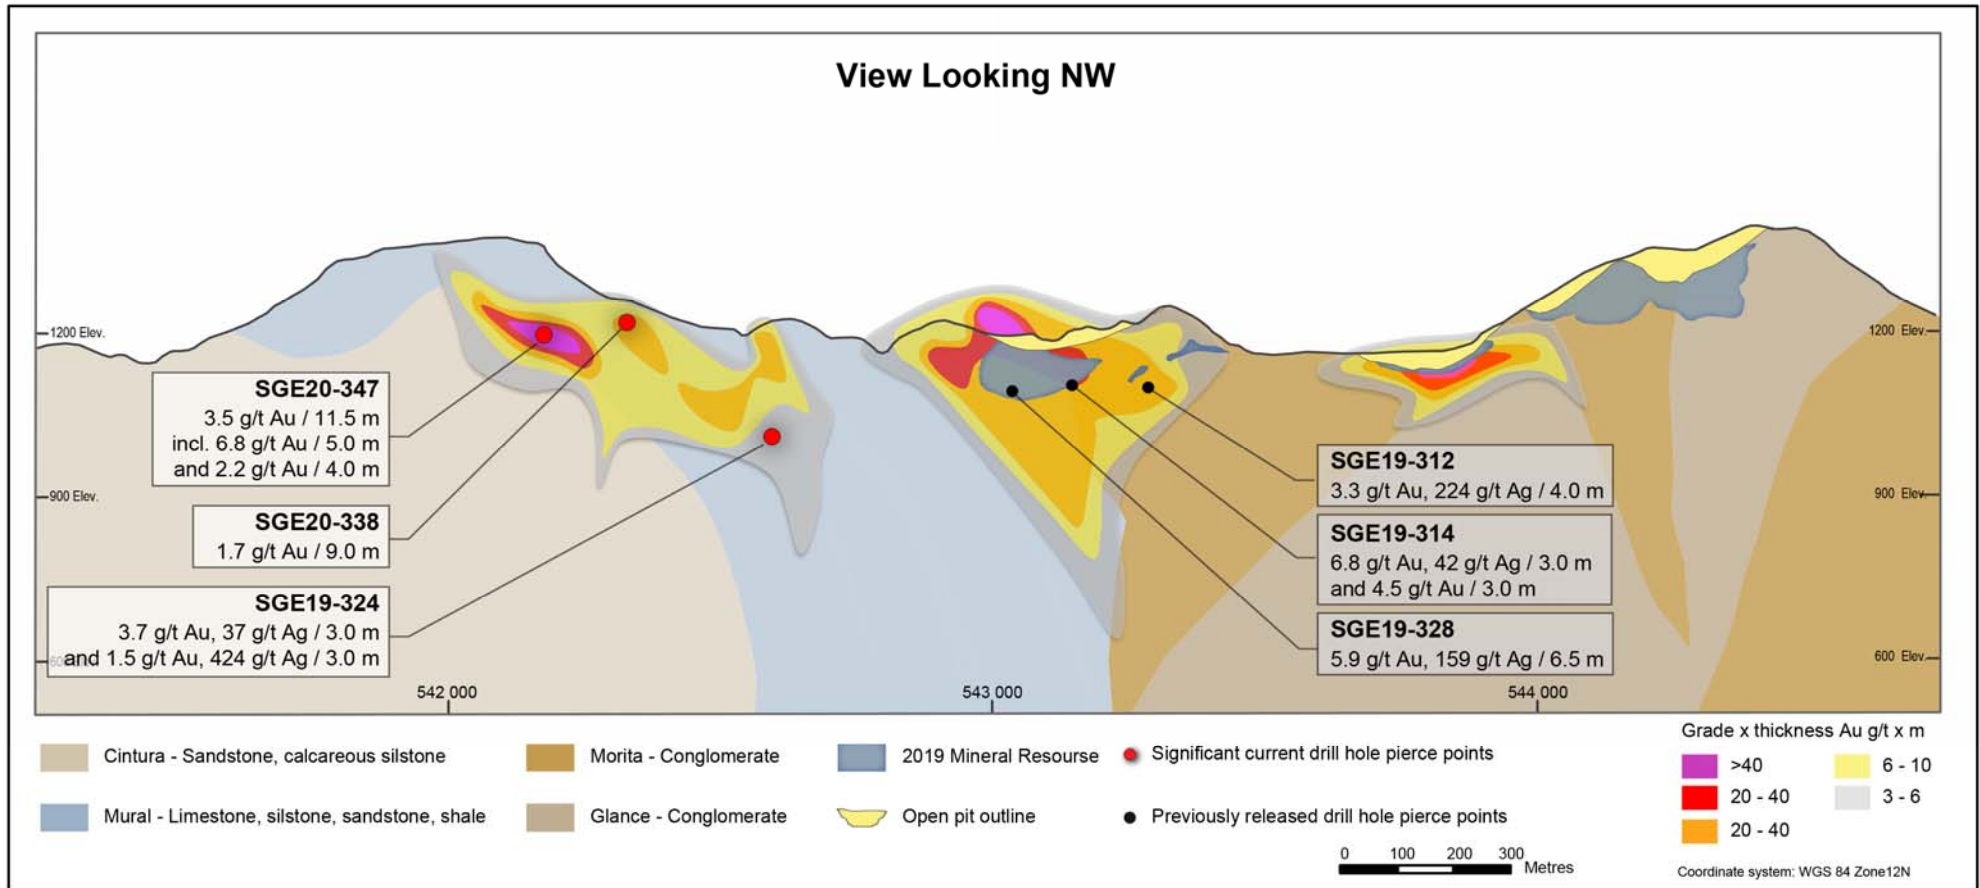 View Looking NW
1200 Elev.
900 Elev.
600 Elev.
1200 Elev.
900 Elev.
600 Elev.
SGE20-347
3.5 g/t Au / 11.5 m
incl. 6.8 g/t Au / 5.0 m
and 2.2 g/t Au / 4.0 m
SGE20-338
1.7 g/t Au / 9.0 m
SGE19-324
3.7 g/t Au, 37 g/t Ag / 3.0 m
and 1.5 g/t Au, 424 g/t Ag / 3.0 m
SGE19-312
3.3 g/t Au, 224 g/t Ag / 4.0 m
SGE19-314
6.8 g/t Au, 42 g/t Ag / 3.0 m
and 4.5 g/t Au / 3.0 m
SGE19-328
5.9 g/t Au, 159 g/t Ag / 6.5 m
542 000
543 000
544 000
Cintura - Sandstone, calcareous silstone
Mural - Limestone, silstone, sandstone, shale
Morita - Conglomerate
Glance - Conglomerate
2019 Mineral Resourse
Open pit outline
Significant current drill hole pierce points
Previously released drill hole pierce points
0 100 200 300
Metres
Grade x thickness Au g/t x m
>40
20 - 40
20 - 40
6 - 10
3 - 6
Coordinate system: WGS 84 Zone12N